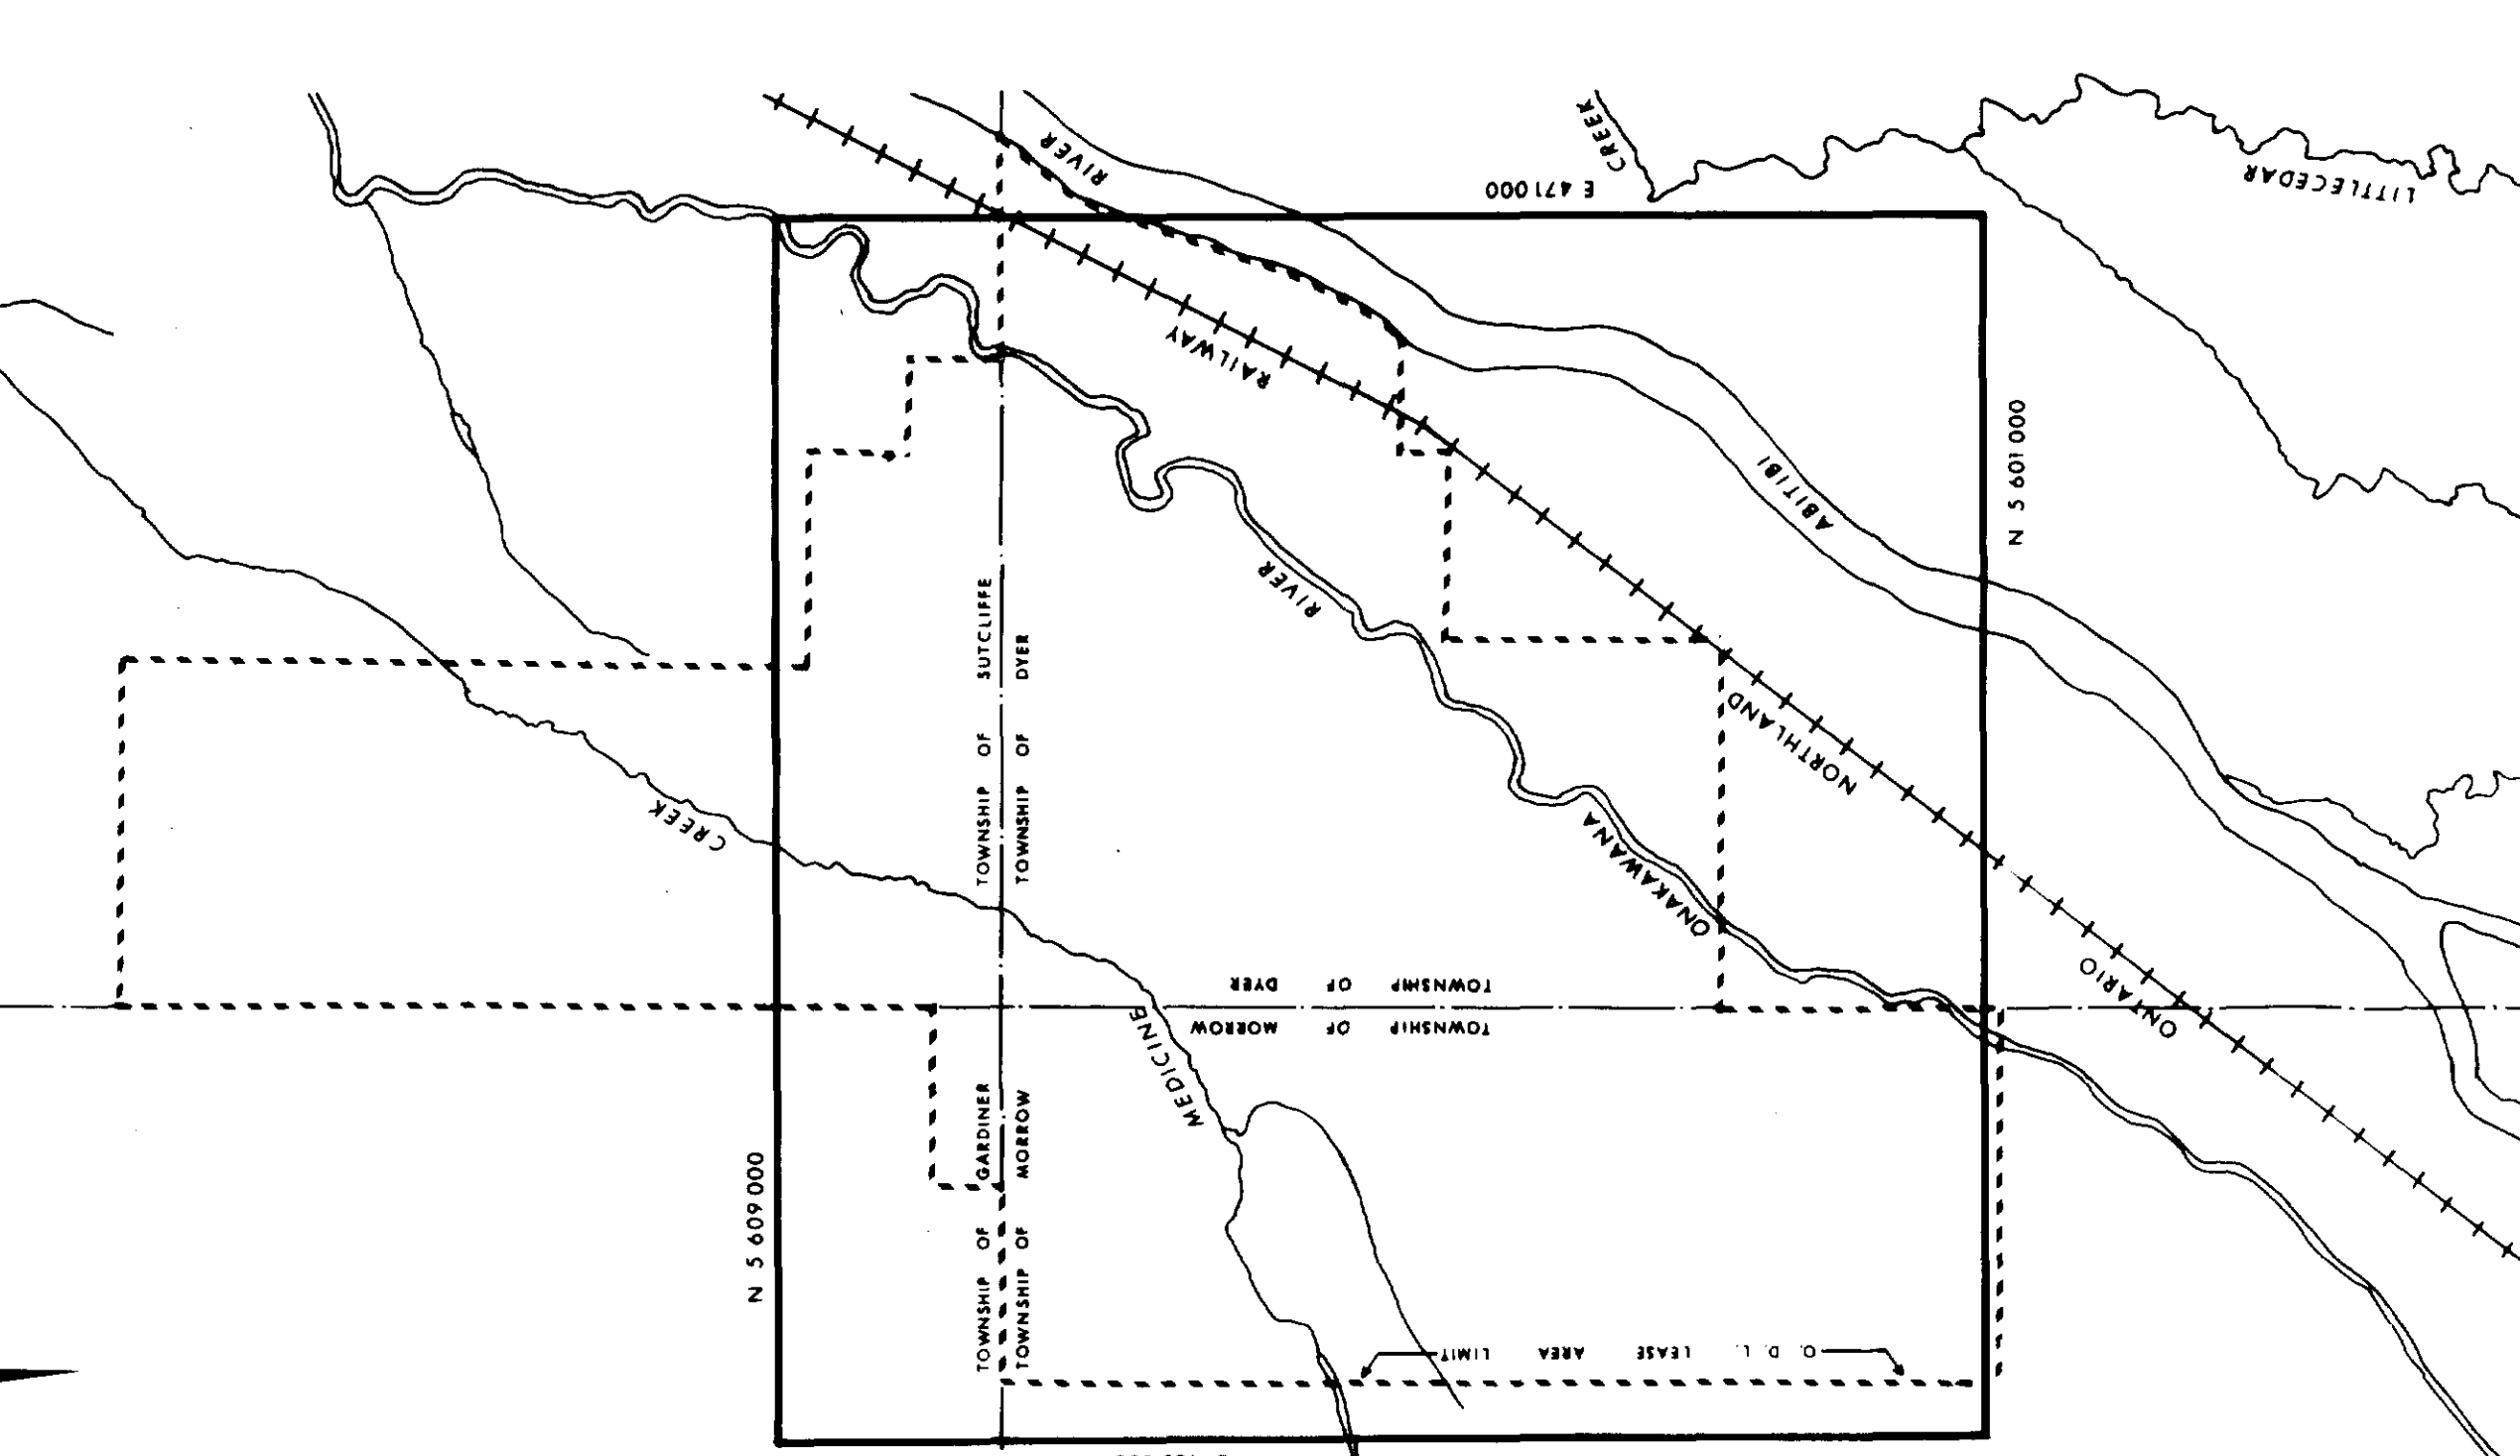 CREEK
RIVER
E 471000
LITTLECEDAR
RAILWAY
N 5 601 000
ABITIBI
RIVER
TOWNSHIP OF SUTCLIFFE
TOWNSHIP OF DYER
NORTHLAND
CREEK
ONAKAWANA
ONTARIO
TOWNSHIP OF DYER
TOWNSHIP OF MORROW
MEDICINE
TOWNSHIP OF GARDINER
TOWNSHIP OF MORROW
N 5 609 000
O. D. L. LEASE AREA LIMIT